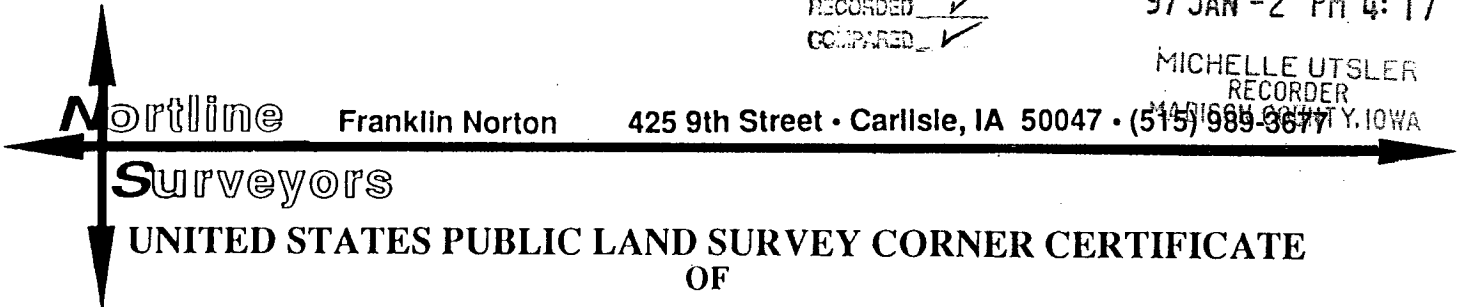 RECORDED
97 JAN -2 PM 4: 17
COMPARED
MICHELLE UTSLER
RECORDER
MADISON COUNTY, IOWA
Nortline Franklin Norton 425 9th Street • Carlisle, IA 50047 • (515) 989-3677
Surveyors
UNITED STATES PUBLIC LAND SURVEY CORNER CERTIFICATE
OF